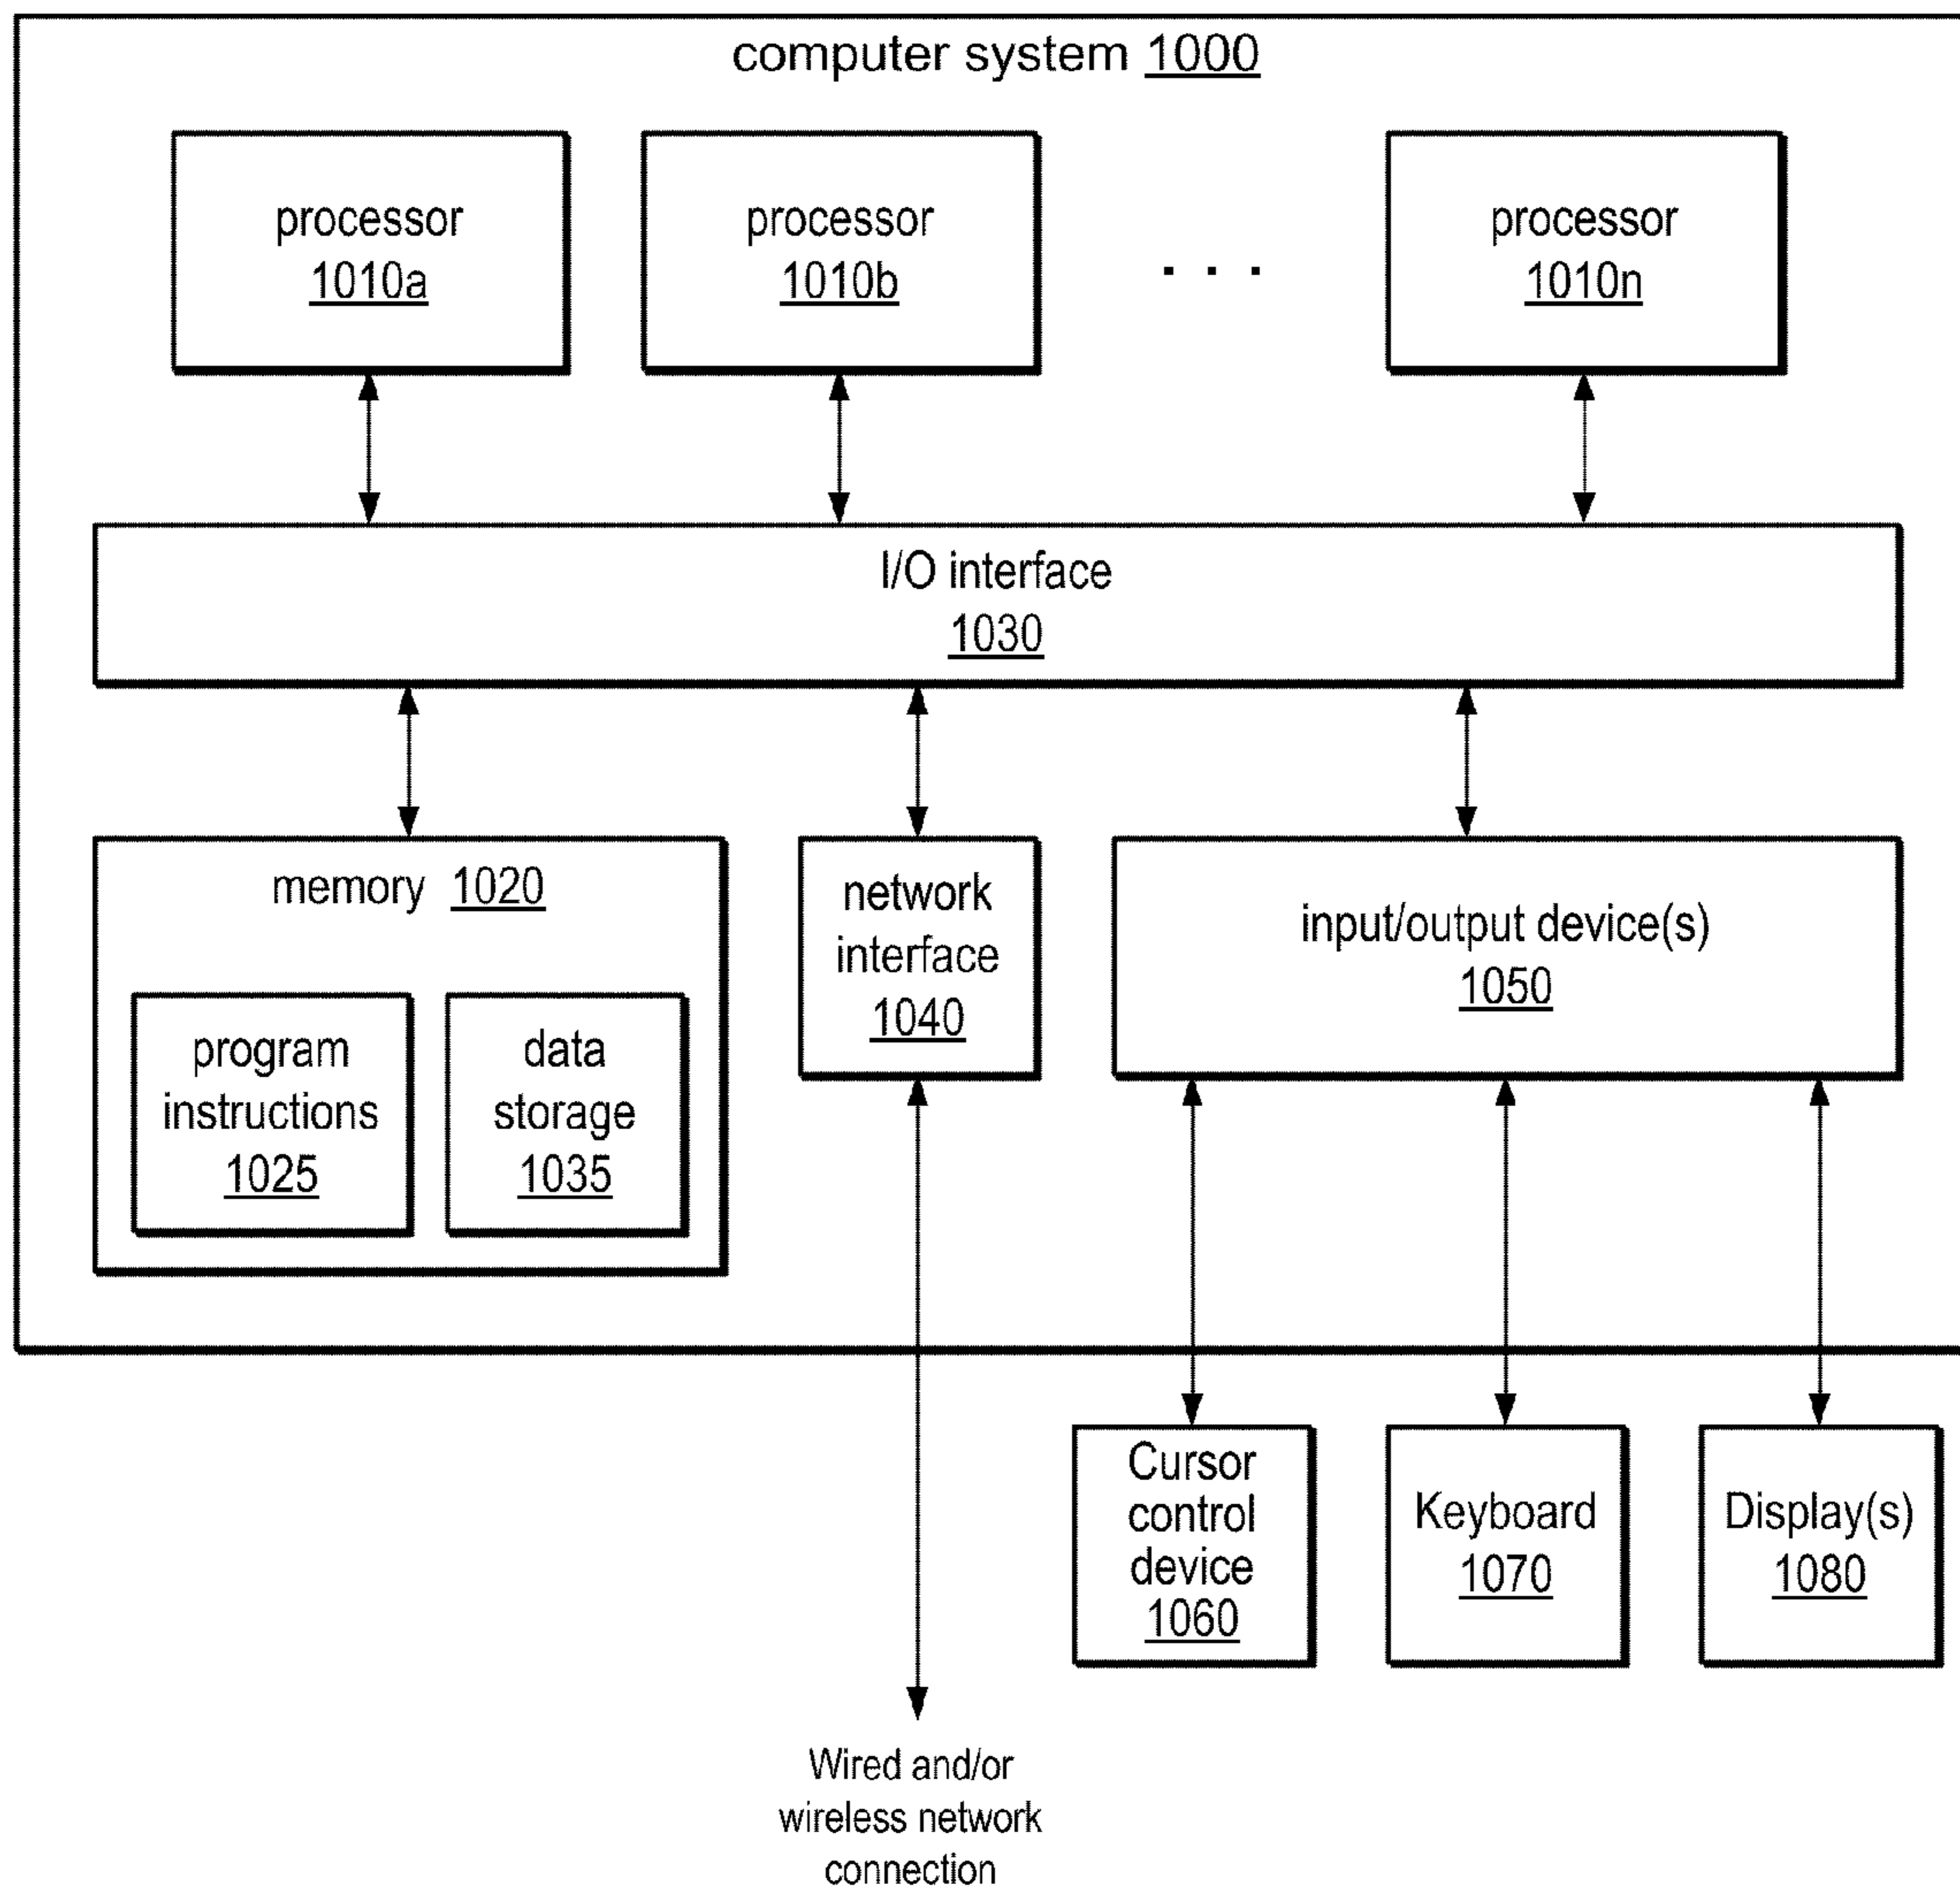 computer system 1000
processor
1010a
processor
1010b
. . .
processor
1010n
I/O interface
1030
memory 1020
program
instructions
1025
data
storage
1035
network
interface
1040
input/output device(s)
1050
Cursor
control
device
1060
Keyboard
1070
Display(s)
1080
Wired and/or
wireless network
connection